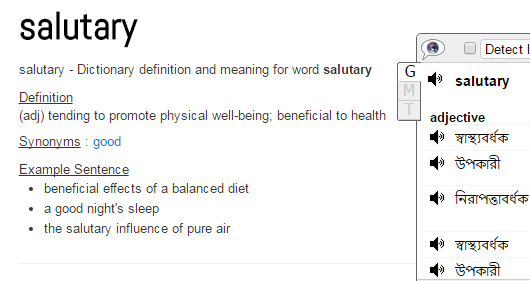 salutary
salutary - Dictionary definition and meaning for word salutary
Definition
(adj) tending to promote physical well-being; beneficial to health
Synonyms : good
Example Sentence
beneficial effects of a balanced diet
a good night's sleep
the salutary influence of pure air
G
M
T
Detect
salutary
adjective
স্বাস্থ্যবর্ধক
উপকারী
নিরাপত্তাবর্ধক
স্বাস্থ্যবর্ধক
উপকারী